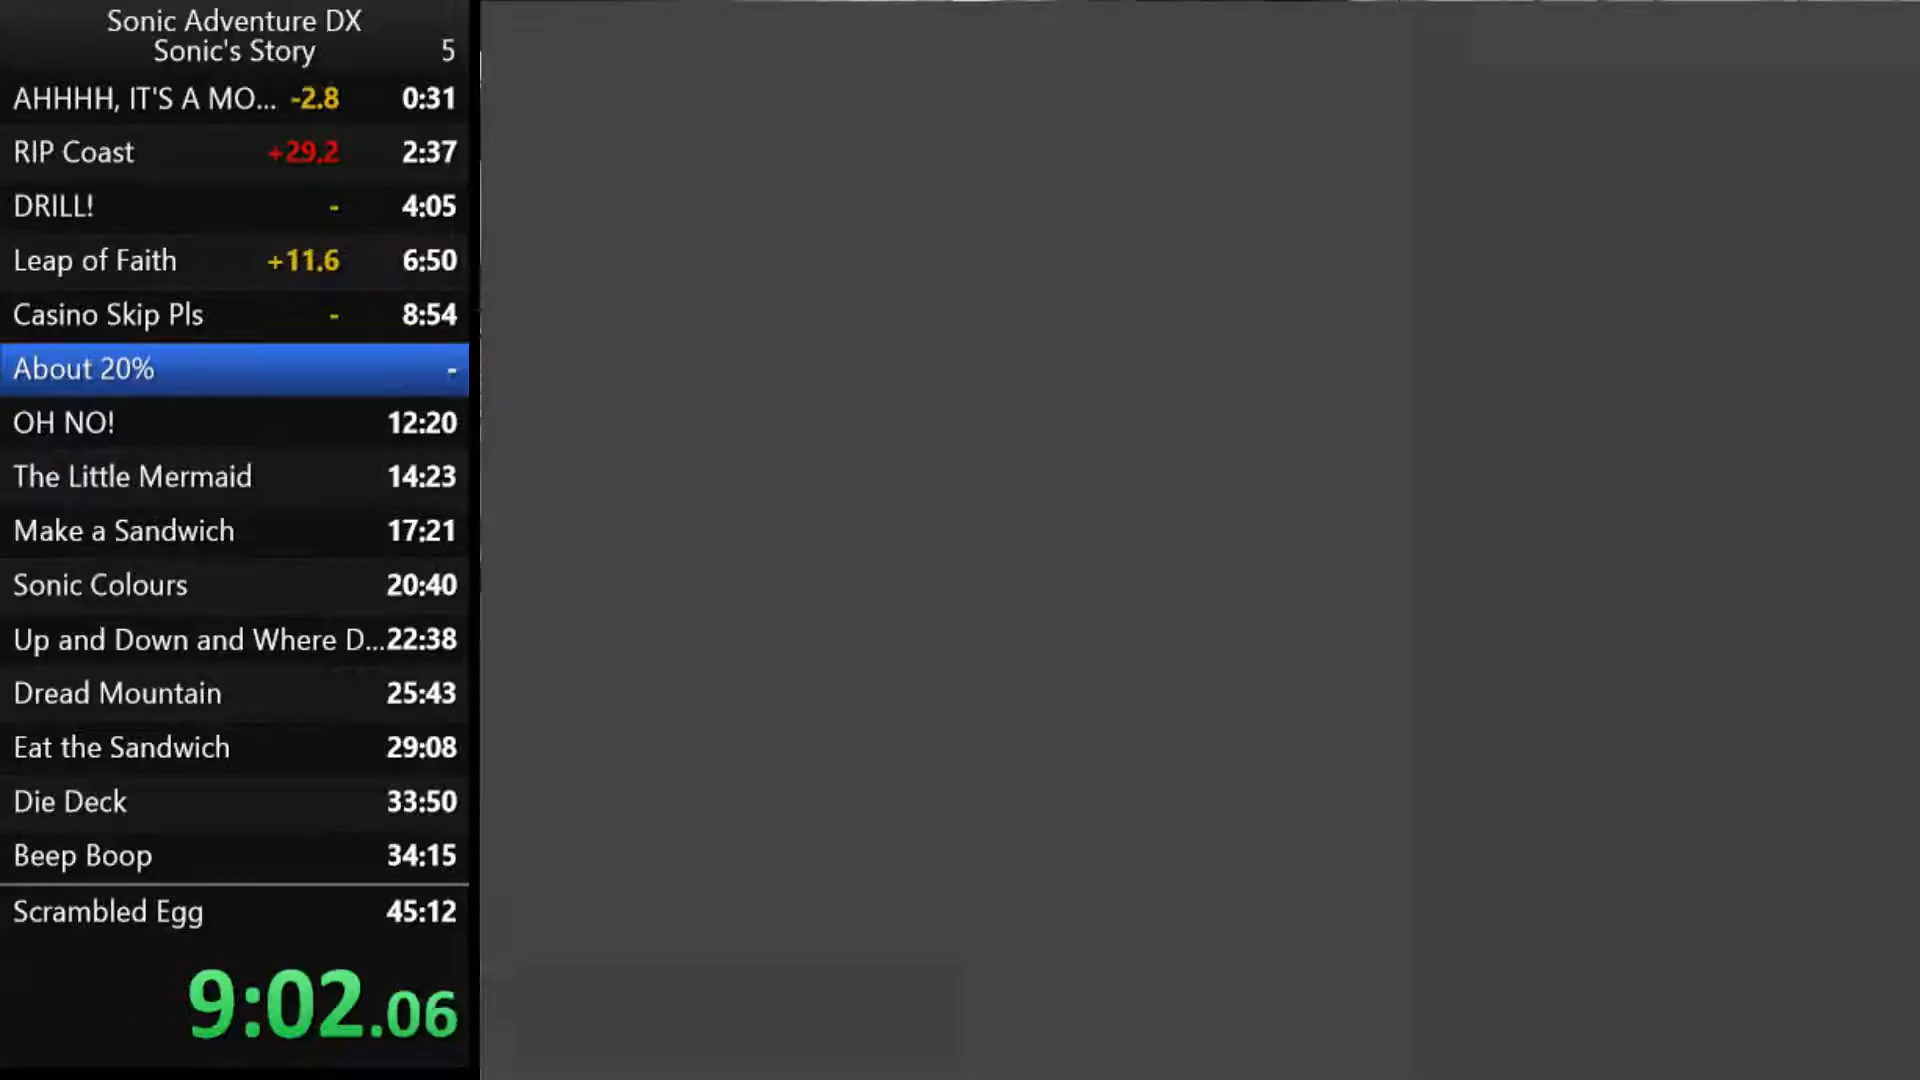 Sonic Adventure DX
Sonic's Story 5
AHHHH, IT'S A MO... -2.8 0:31
RIP Coast +29.2 2:37
DRILL! - 4:05
Leap of Faith +11.6 6:50
Casino Skip Pls - 8:54
About 20% -
OH NO! 12:20
The Little Mermaid 14:23
Make a Sandwich 17:21
Sonic Colours 20:40
Up and Down and Where D... 22:38
Dread Mountain 25:43
Eat the Sandwich 29:08
Die Deck 33:50
Beep Boop 34:15
Scrambled Egg 45:12
9:02.06